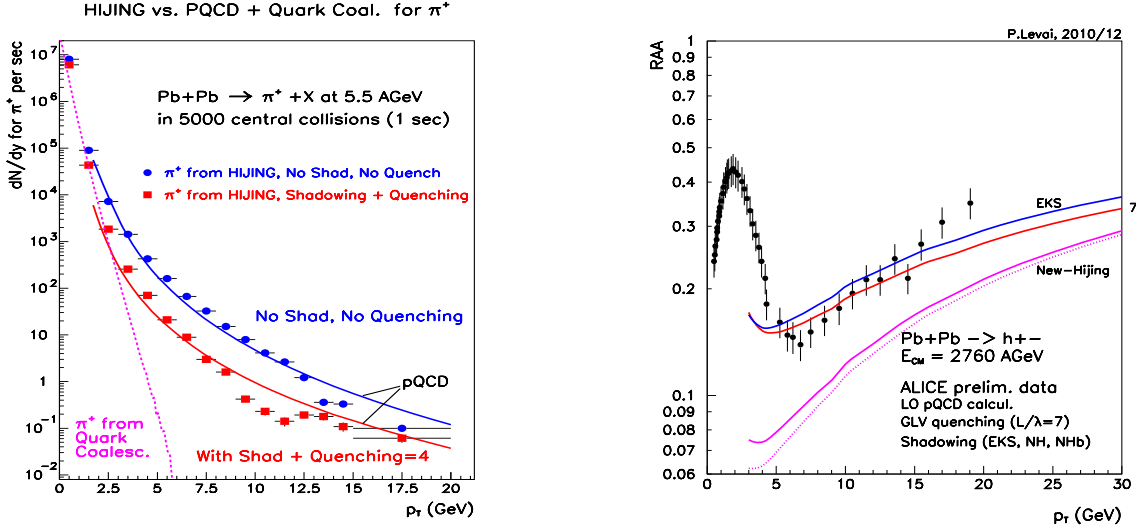 HIJING vs. PQCD + Quark Coal. for π⁺
dN/dy for π⁺ per sec
10⁷
10⁶
10⁵
10⁴
10³
10²
10
1
10⁻¹
10⁻²
Pb+Pb → π⁺ +X at 5.5 AGeV
in 5000 central collisions (1 sec)
π⁺ from HIJING, No Shad, No Quench
π⁺ from HIJING, Shadowing + Quenching
No Shad, No Quenching
pQCD
π⁺ from
Quark
Coalesc.
With Shad + Quenching=4
0 2.5 5 7.5 10 12.5 15 17.5 20
p_T (GeV)
P.Levai, 2010/12
RAA
1
0.9
0.8
0.7
0.6
0.5
0.4
0.3
0.2
0.1
0.09
0.08
0.07
0.06
EKS
7
New-Hijing
Pb+Pb -> h+-
E_CM = 2760 AGeV
ALICE prelim. data
LO pQCD calcul.
GLV quenching (L/λ=7)
Shadowing (EKS, NH, NHb)
0 5 10 15 20 25 30
p_T (GeV)